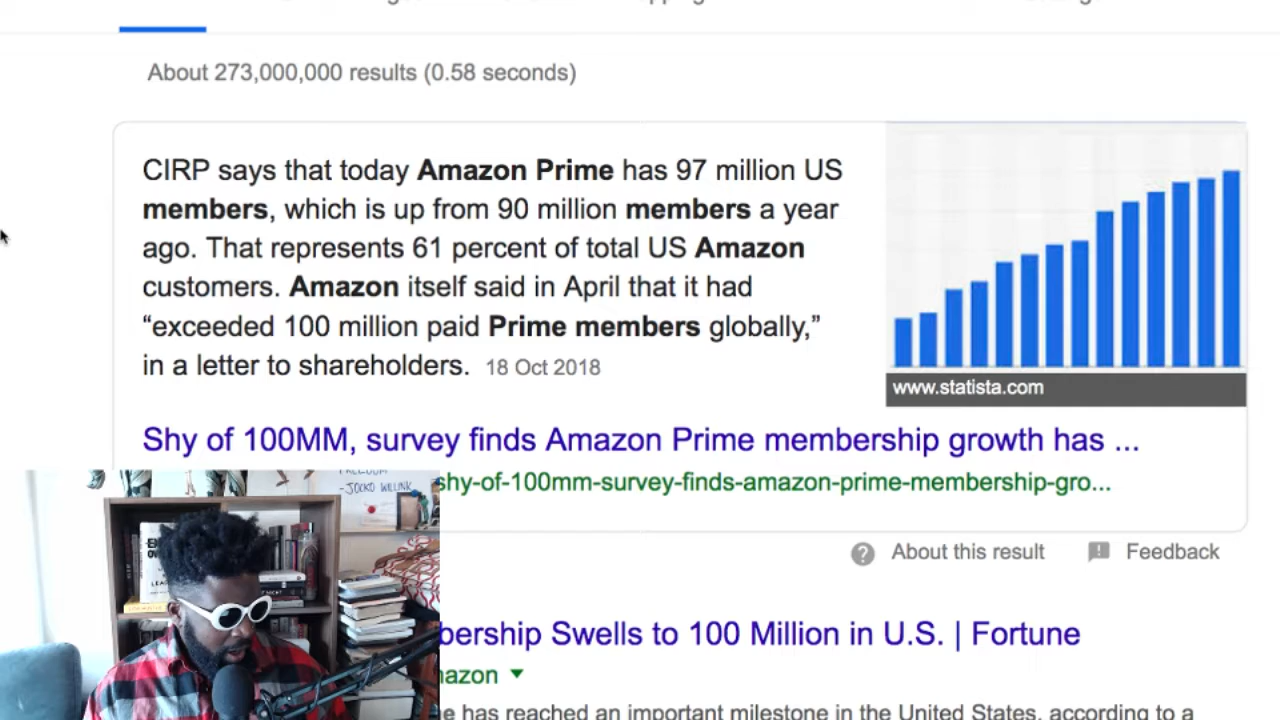 About 273,000,000 results (0.58 seconds)
CIRP says that today Amazon Prime has 97 million US
members, which is up from 90 million members a year
ago. That represents 61 percent of total US Amazon
customers. Amazon itself said in April that it had
“exceeded 100 million paid Prime members globally,”
in a letter to shareholders. 18 Oct 2018
www.statista.com
Shy of 100MM, survey finds Amazon Prime membership growth has ...
shy-of-100mm-survey-finds-amazon-prime-membership-gro...
About this result
Feedback
FREEDOM
-JOCKO WILLINK
bership Swells to 100 Million in U.S. | Fortune
mazon
e has reached an important milestone in the United States, according to a